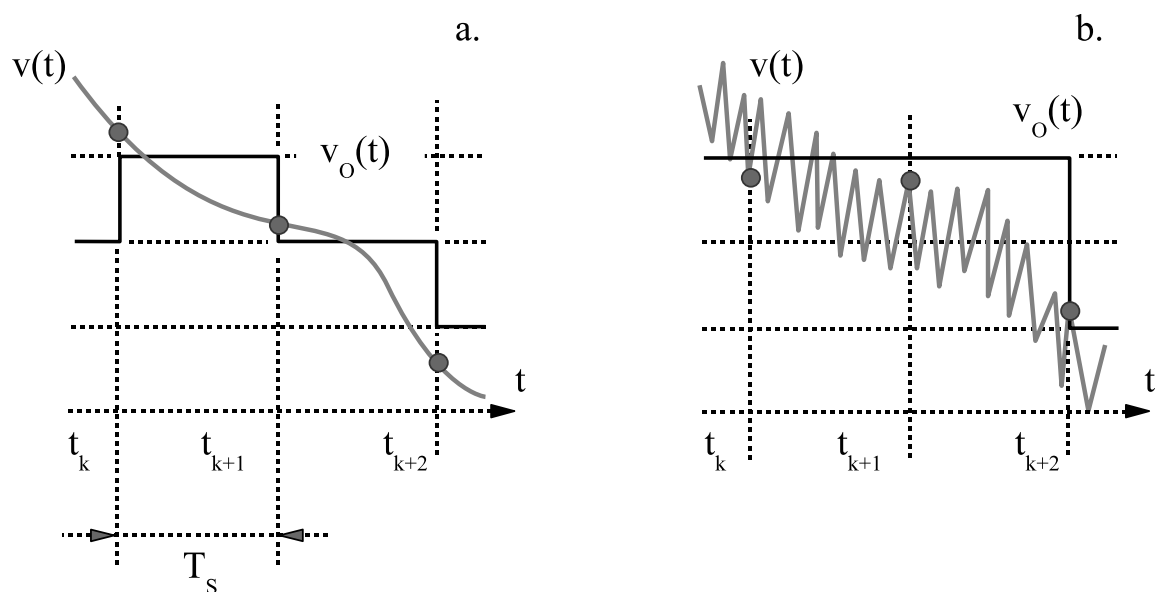 a.
v(t)
v_O(t)
t
t_k
t_{k+1}
t_{k+2}
T_S
b.
v(t)
v_O(t)
t
t_k
t_{k+1}
t_{k+2}